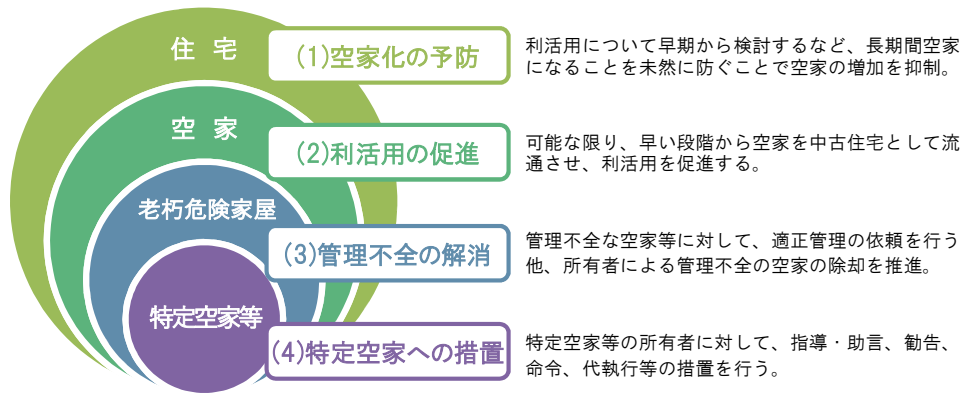 住 宅
(1)空家化の予防
利活用について早期から検討するなど、長期間空家
になることを未然に防ぐことで空家の増加を抑制。
空 家
(2)利活用の促進
可能な限り、早い段階から空家を中古住宅として流
通させ、利活用を促進する。
老朽危険家屋
(3)管理不全の解消
管理不全な空家等に対して、適正管理の依頼を行う
他、所有者による管理不全の空家の除却を推進。
特定空家等
(4)特定空家への措置
特定空家等の所有者に対して、指導・助言、勧告、
命令、代執行等の措置を行う。